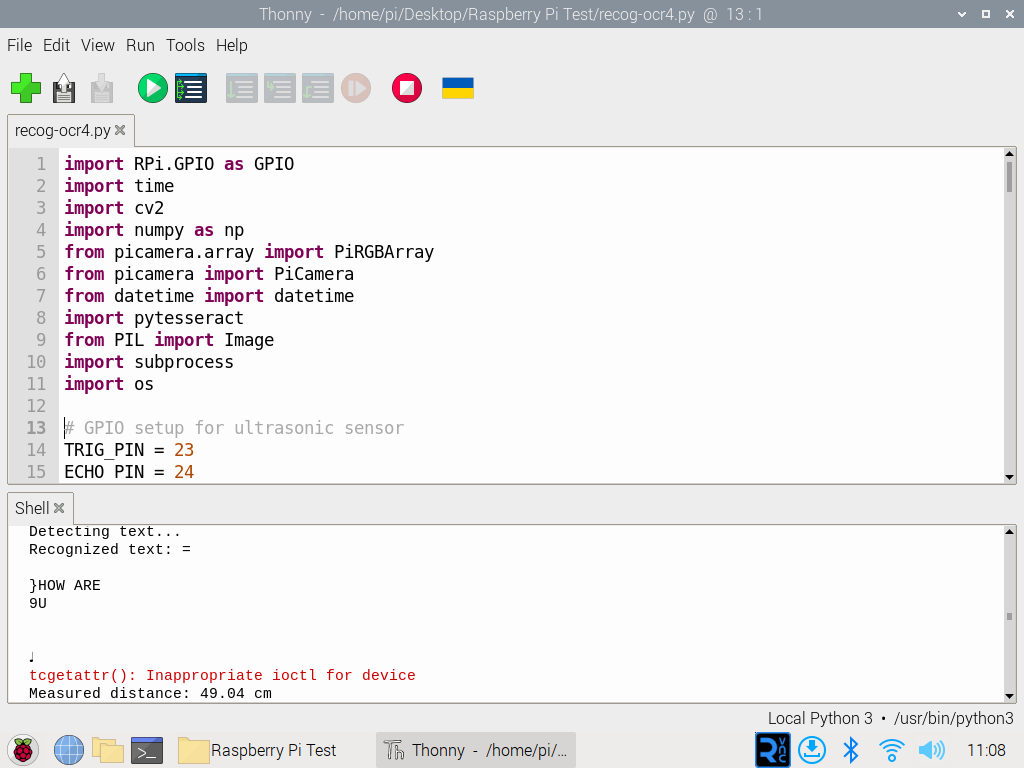 Thonny - /home/pi/Desktop/Raspberry Pi Test/recog-ocr4.py @ 13 : 1
File Edit View Run Tools Help
recog-ocr4.py
1 import RPi.GPIO as GPIO
2 import time
3 import cv2
4 import numpy as np
5 from picamera.array import PiRGBArray
6 from picamera import PiCamera
7 from datetime import datetime
8 import pytesseract
9 from PIL import Image
10 import subprocess
11 import os
12
13 # GPIO setup for ultrasonic sensor
14 TRIG_PIN = 23
15 ECHO_PIN = 24
Shell
Detecting text...
Recognized text: =
}HOW ARE
9U
♩
tcgetattr(): Inappropriate ioctl for device
Measured distance: 49.04 cm
Local Python 3 • /usr/bin/python3
>_ Raspberry Pi Test Th Thonny - /home/pi/... VNC 11:08